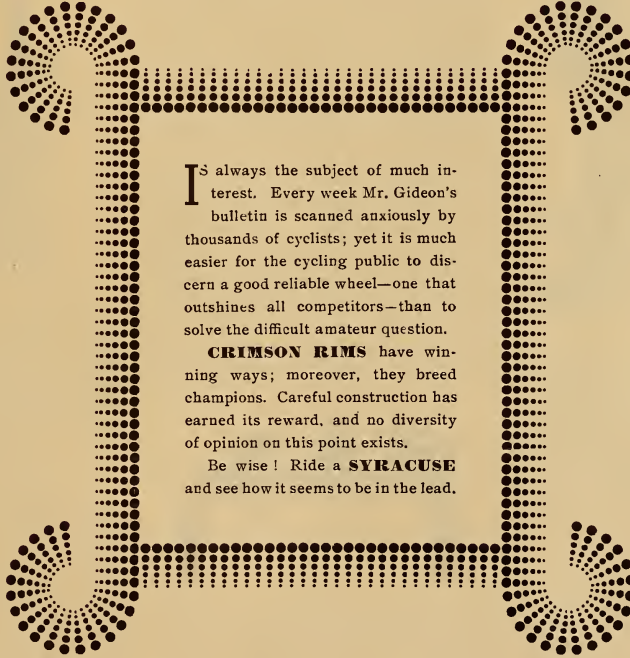 Is always the subject of much in-
terest. Every week Mr. Gideon's
bulletin is scanned anxiously by
thousands of cyclists; yet it is much
easier for the cycling public to dis-
cern a good reliable wheel—one that
outshines all competitors—than to
solve the difficult amateur question.
CRIMSON RIMS have win-
ning ways; moreover, they breed
champions. Careful construction has
earned its reward, and no diversity
of opinion on this point exists.
Be wise! Ride a SYRACUSE
and see how it seems to be in the lead.